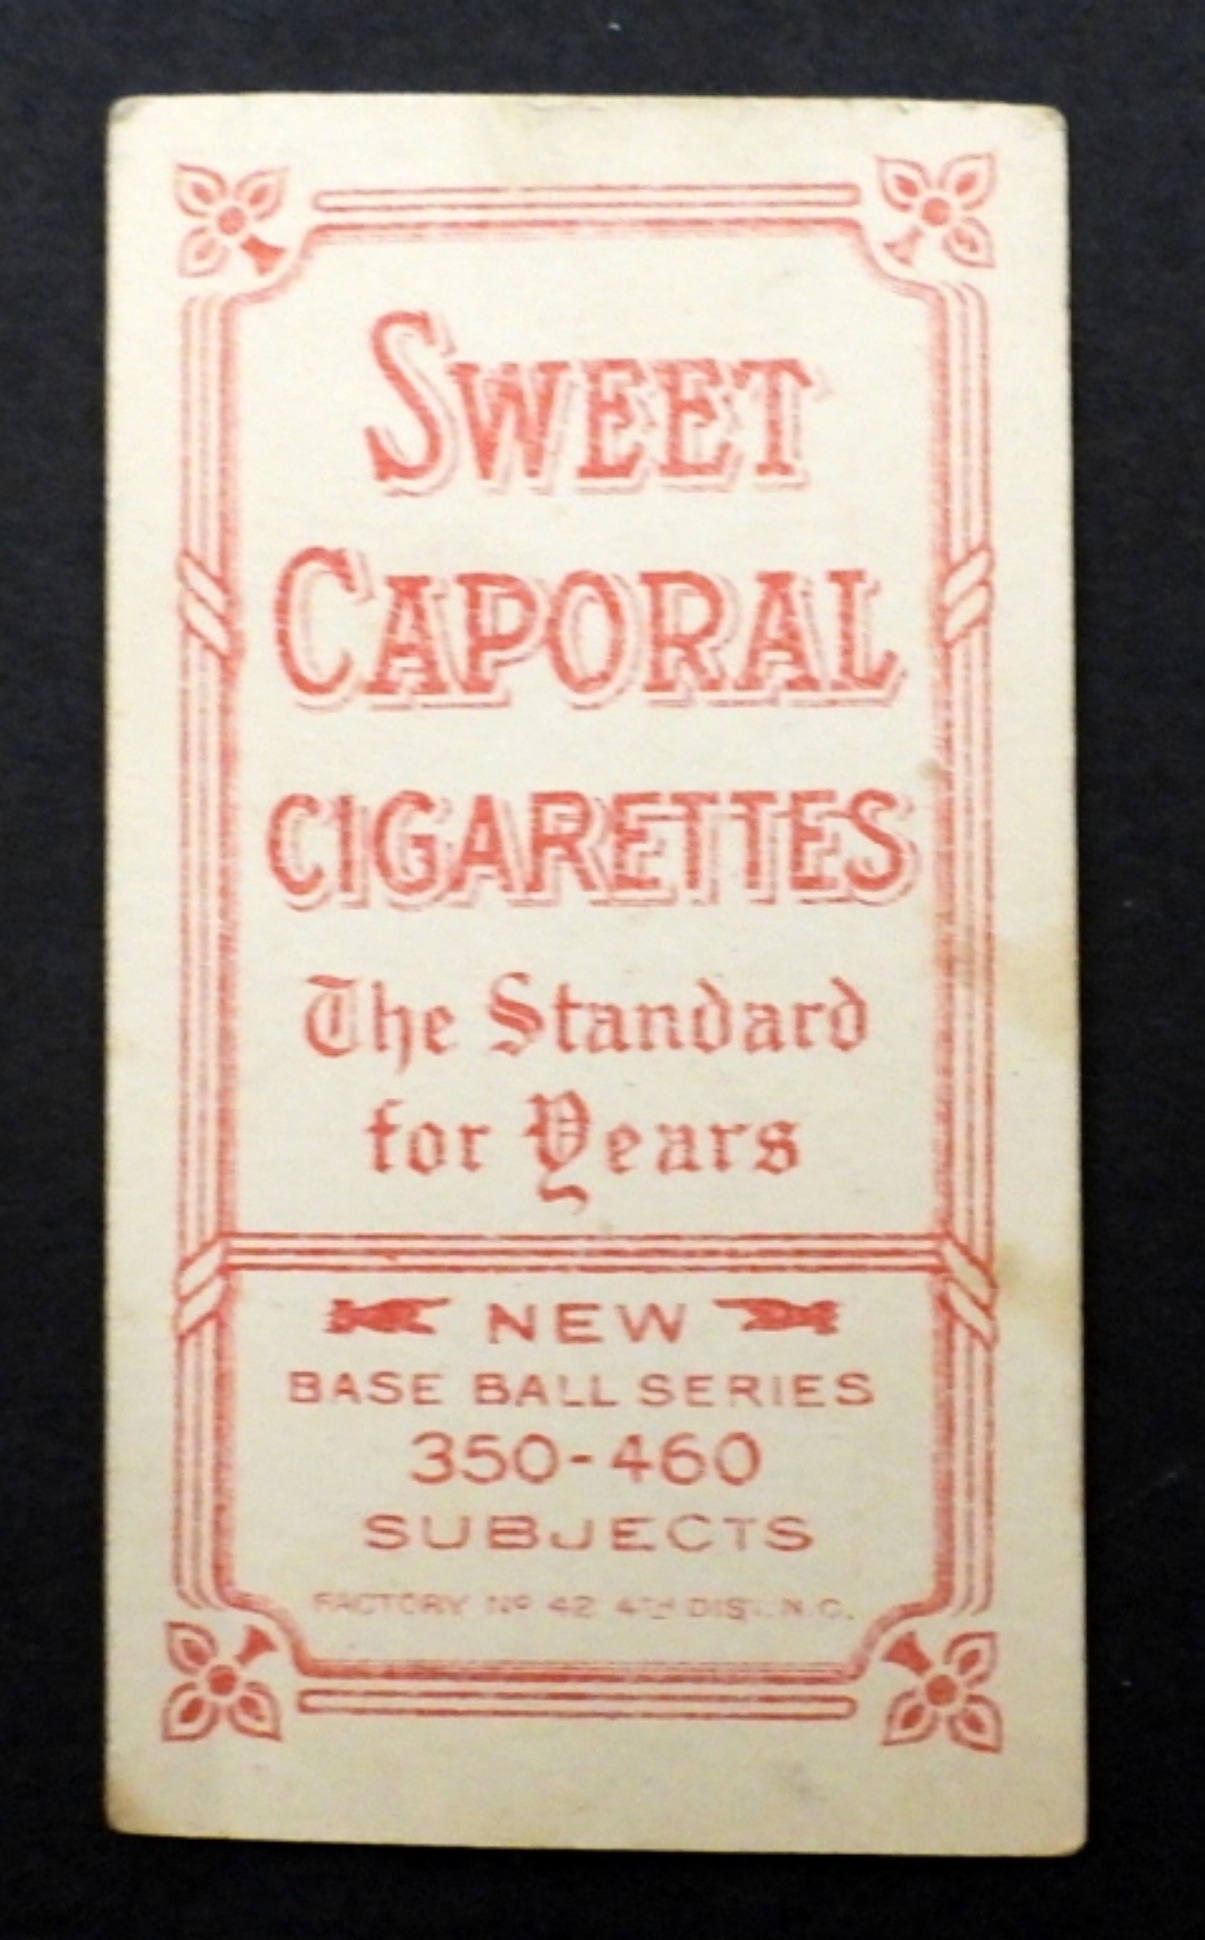 SWEET
CAPORAL
CIGARETTES
The Standard
for Years
NEW
BASE BALL SERIES
350-460
SUBJECTS
FACTORY Nº 42 4TH DIST. N.C.